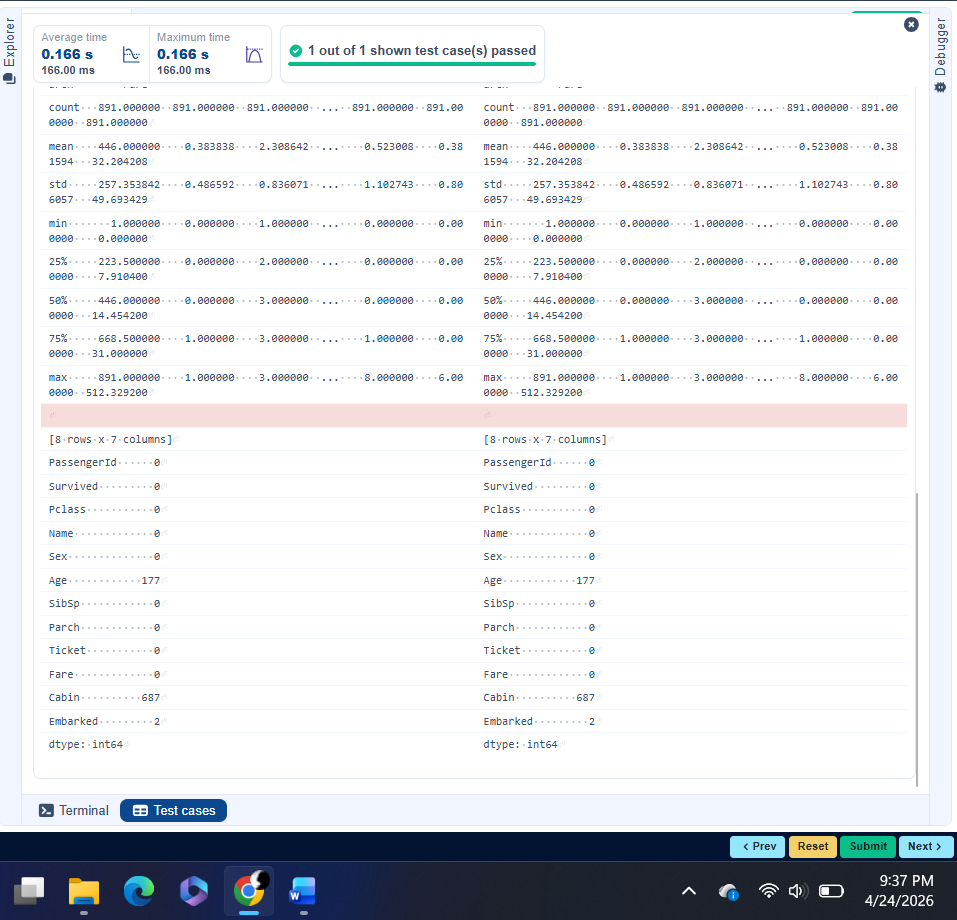 Explorer
Average time
0.166 s
166.00 ms
Maximum time
0.166 s
166.00 ms
1 out of 1 shown test case(s) passed
Debugger
count···891.000000··891.000000··891.000000··...··891.000000··891.00
0000··891.000000
count···891.000000··891.000000··891.000000··...··891.000000··891.00
0000··891.000000
mean····446.000000····0.383838····2.308642··...····0.523008····0.38
1594···32.204208
mean····446.000000····0.383838····2.308642··...····0.523008····0.38
1594···32.204208
std·····257.353842····0.486592····0.836071··...····1.102743····0.80
6057···49.693429
std·····257.353842····0.486592····0.836071··...····1.102743····0.80
6057···49.693429
min·······1.000000····0.000000····1.000000··...····0.000000····0.00
0000····0.000000
min·······1.000000····0.000000····1.000000··...····0.000000····0.00
0000····0.000000
25%·····223.500000····0.000000····2.000000··...····0.000000····0.00
0000····7.910400
25%·····223.500000····0.000000····2.000000··...····0.000000····0.00
0000····7.910400
50%·····446.000000····0.000000····3.000000··...····0.000000····0.00
0000···14.454200
50%·····446.000000····0.000000····3.000000··...····0.000000····0.00
0000···14.454200
75%·····668.500000····1.000000····3.000000··...····1.000000····0.00
0000···31.000000
75%·····668.500000····1.000000····3.000000··...····1.000000····0.00
0000···31.000000
max·····891.000000····1.000000····3.000000··...····8.000000····6.00
0000··512.329200
max·····891.000000····1.000000····3.000000··...····8.000000····6.00
0000··512.329200
[8·rows·x·7·columns]
[8·rows·x·7·columns]
PassengerId······0
PassengerId······0
Survived·········0
Survived·········0
Pclass···········0
Pclass···········0
Name·············0
Name·············0
Sex··············0
Sex··············0
Age············177
Age············177
SibSp············0
SibSp············0
Parch············0
Parch············0
Ticket···········0
Ticket···········0
Fare·············0
Fare·············0
Cabin··········687
Cabin··········687
Embarked·········2
Embarked·········2
dtype:·int64
dtype:·int64
Terminal
Test cases
Prev
Reset
Submit
Next
9:37 PM
4/24/2026